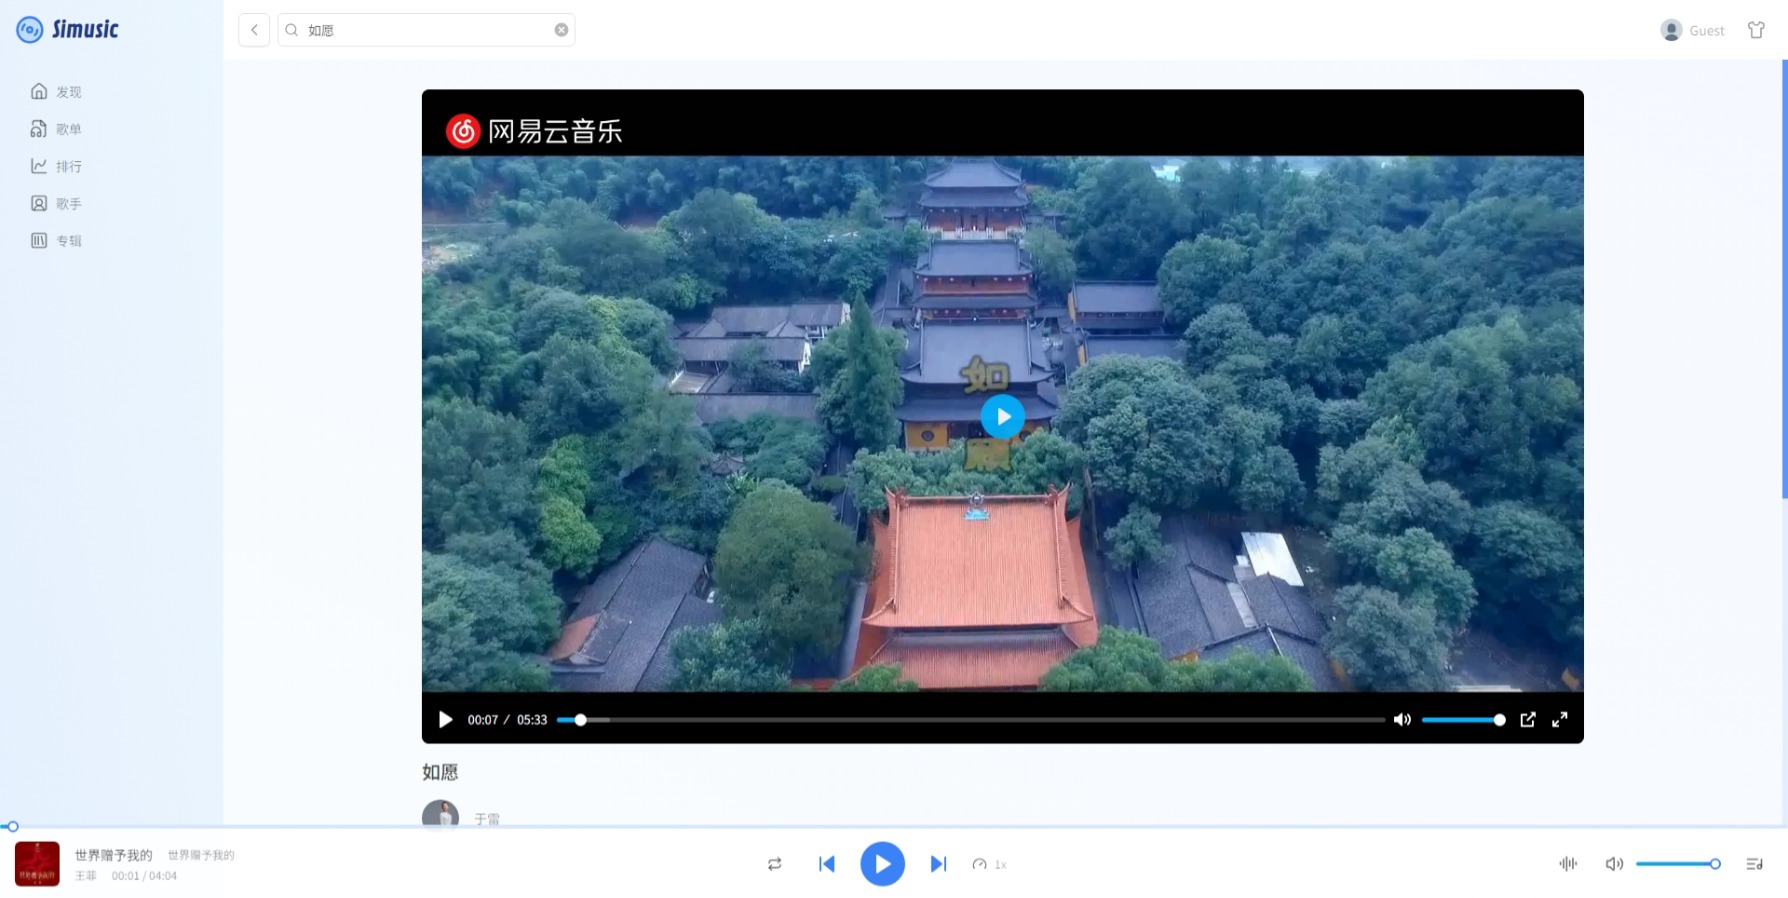 Simusic
如愿
Guest
发现
歌单
排行
歌手
专辑
网易云音乐
如
愿
00:07 / 05:33
如愿
于雷
世界赠予我的 世界赠予我的
王菲 00:01 / 04:04
1x